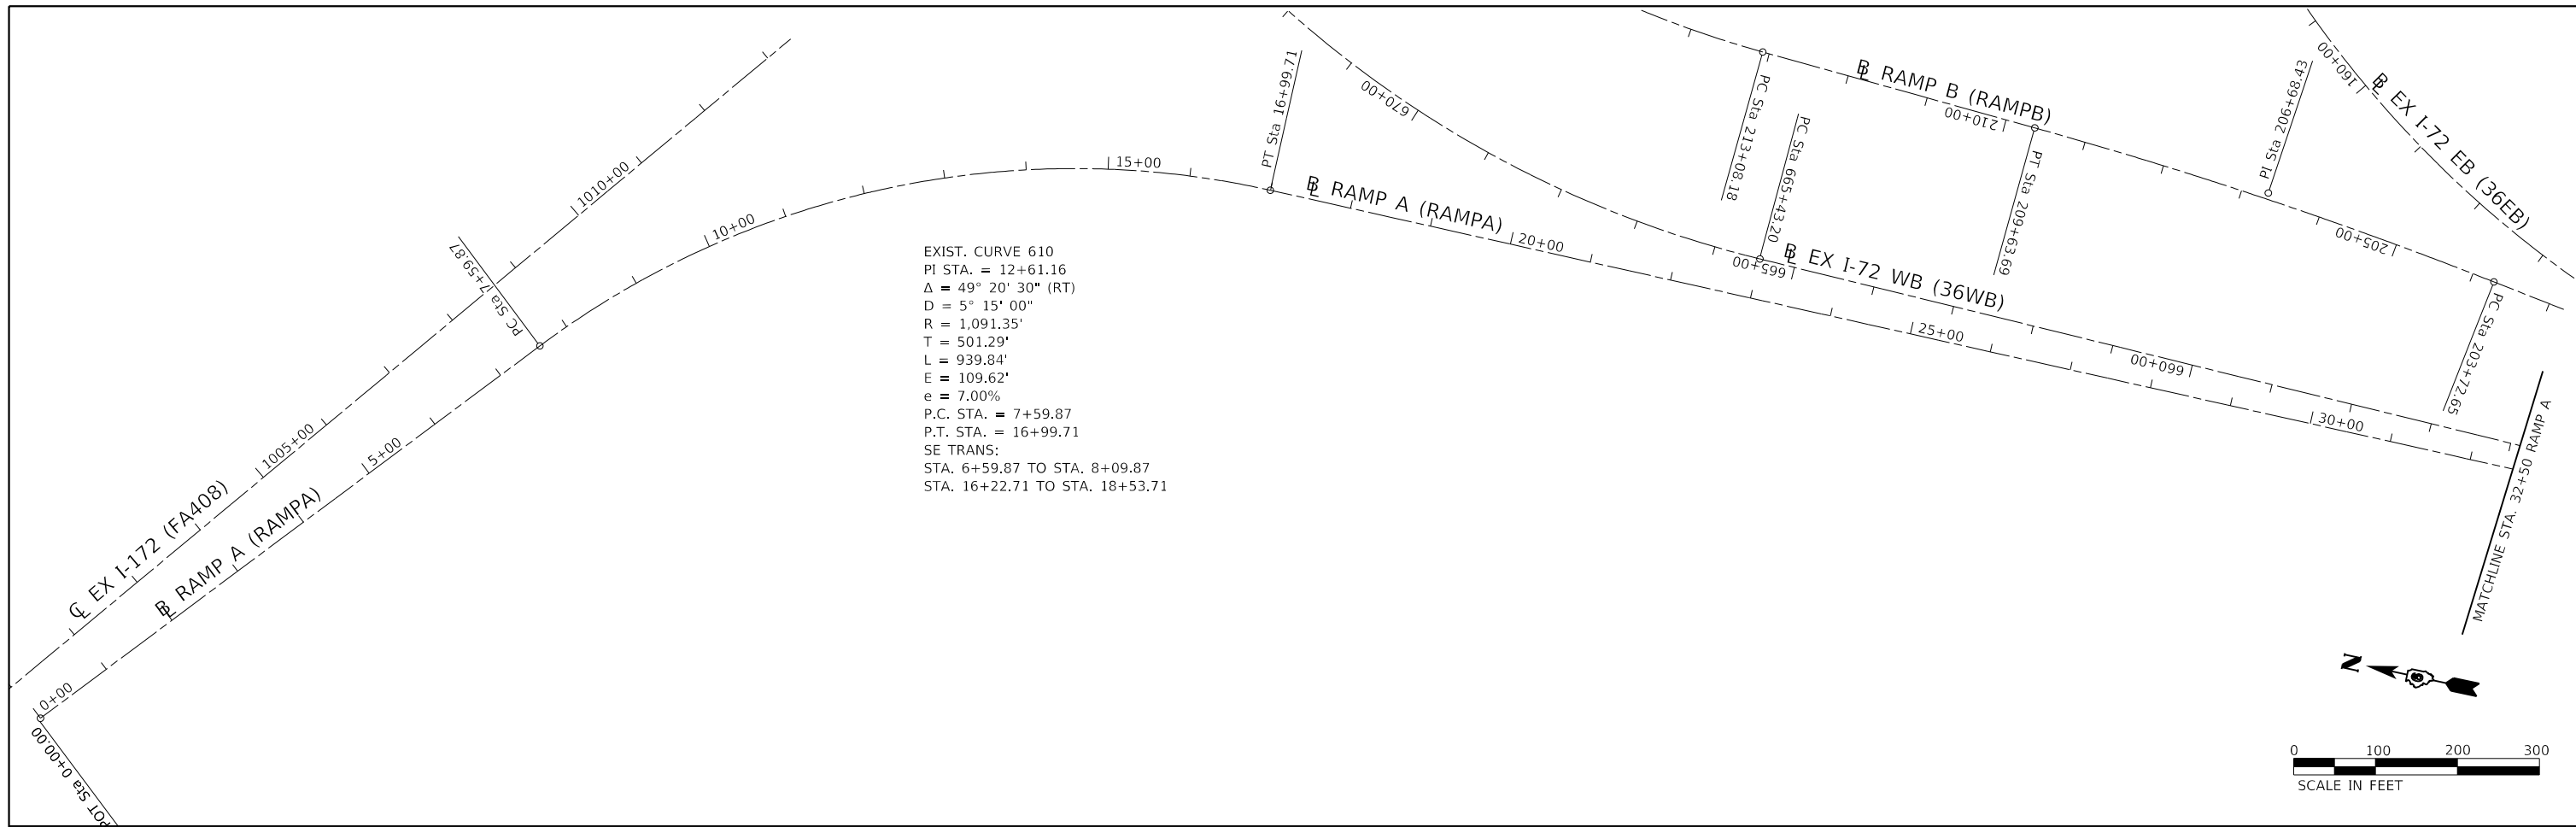 ℄ EX I-172 (FA408)
1005+00
1010+00
POT Sta 0+00.00
0+00
℄ RAMP A (RAMPA)
5+00
PC Sta 7+59.87
10+00
15+00
PT Sta 16+99.71
BL RAMP A (RAMPA)
20+00
25+00
30+00
EXIST. CURVE 610
PI STA. = 12+61.16
Δ = 49° 20' 30" (RT)
D = 5° 15' 00"
R = 1,091.35'
T = 501.29'
L = 939.84'
E = 109.62'
e = 7.00%
P.C. STA. = 7+59.87
P.T. STA. = 16+99.71
SE TRANS:
STA. 6+59.87 TO STA. 8+09.87
STA. 16+22.71 TO STA. 18+53.71
670+00
PC Sta 665+43.20
665+00
BL EX I-72 WB (36WB)
660+00
PC Sta 213+08.18
BL RAMP B (RAMPB)
210+00
PT Sta 209+63.69
PI Sta 206+68.43
205+00
PC Sta 203+72.65
160+00
BL EX I-72 EB (36EB)
MATCHLINE STA. 32+50 RAMP A
N
0 100 200 300
SCALE IN FEET